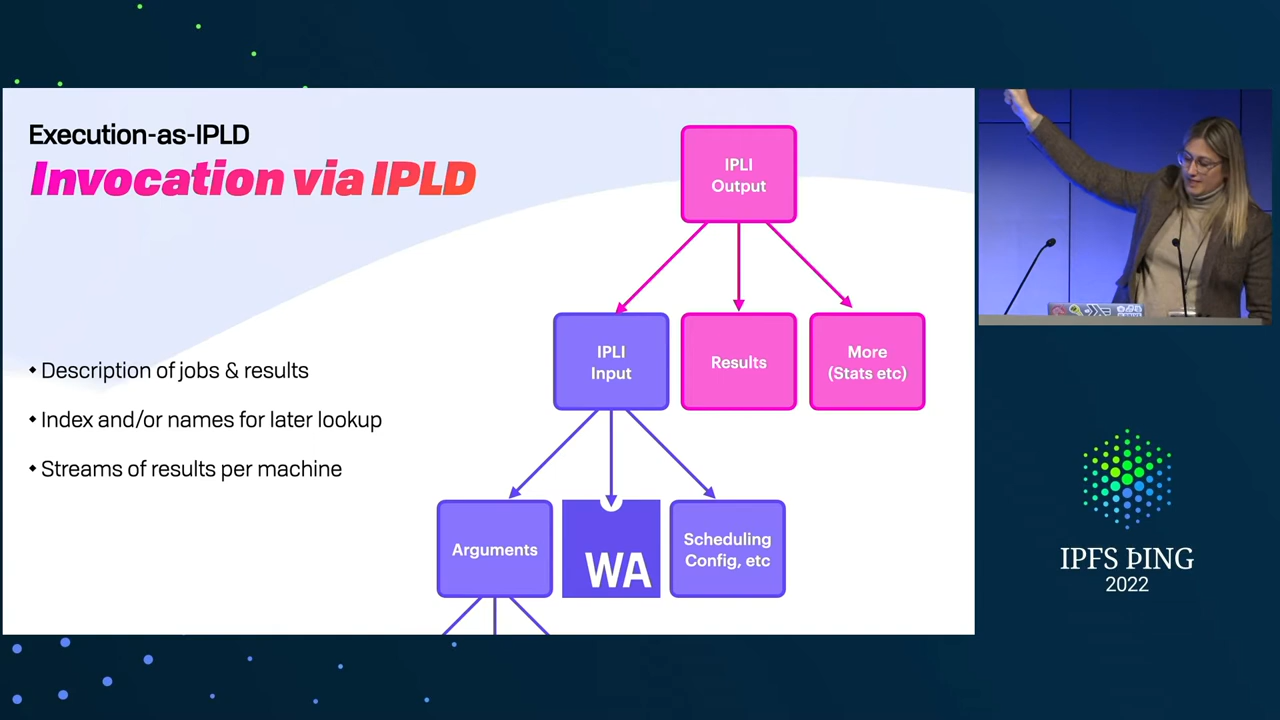 Execution-as-IPLD
Invocation via IPLD
• Description of jobs & results
• Index and/or names for later lookup
• Streams of results per machine
IPLI
Output
IPLI
Input
Results
More
(Stats etc)
Arguments
WA
Scheduling
Config, etc
IPFS ÞING
2022